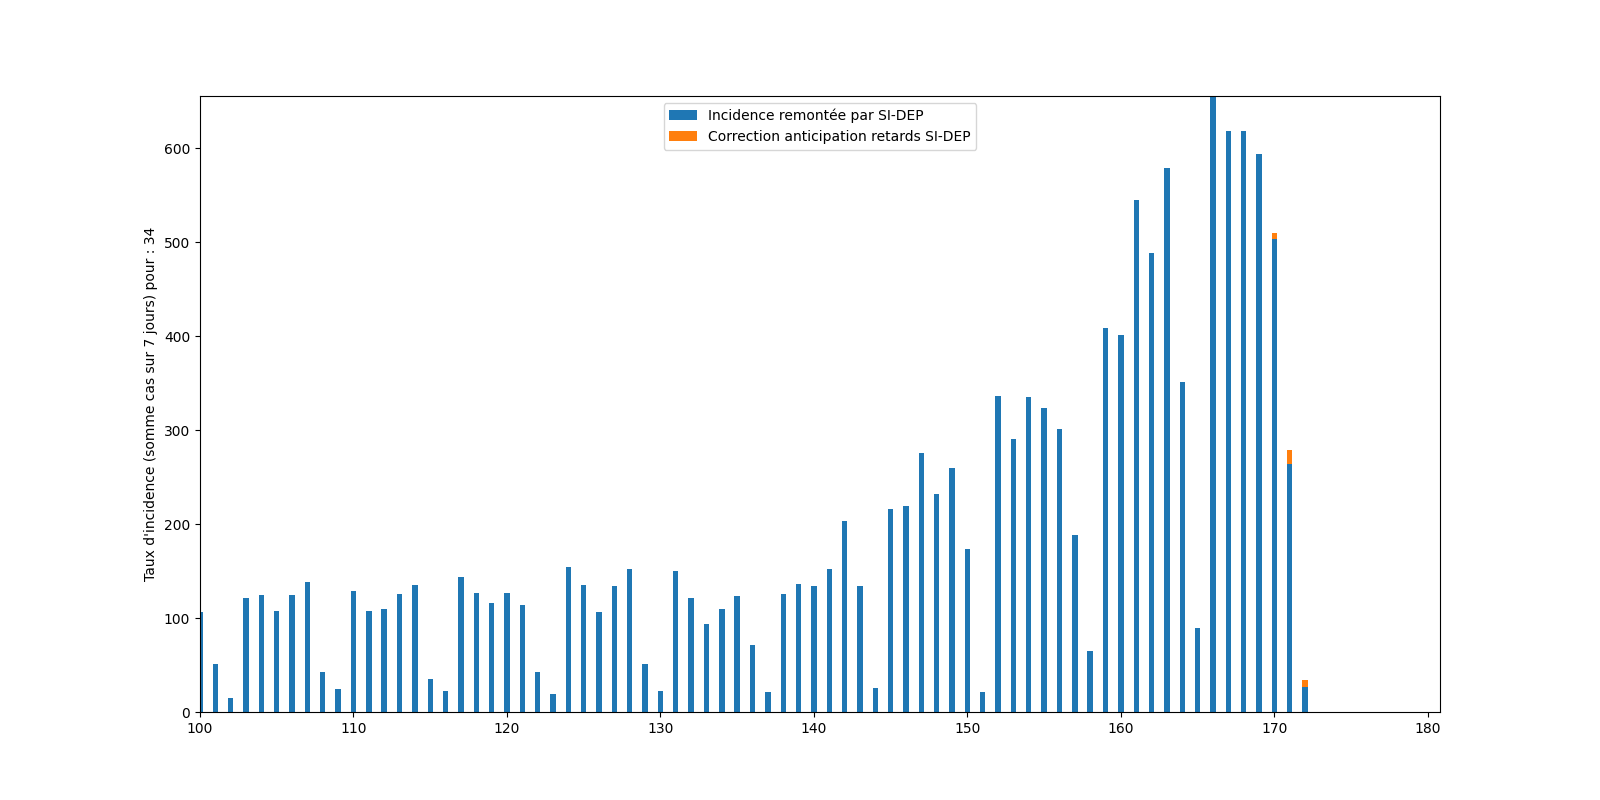 Incidence remontée par SI-DEP
Correction anticipation retards SI-DEP
Taux d'incidence (somme cas sur 7 jours) pour : 34
600
500
400
300
200
100
0
100 110 120 130 140 150 160 170 180